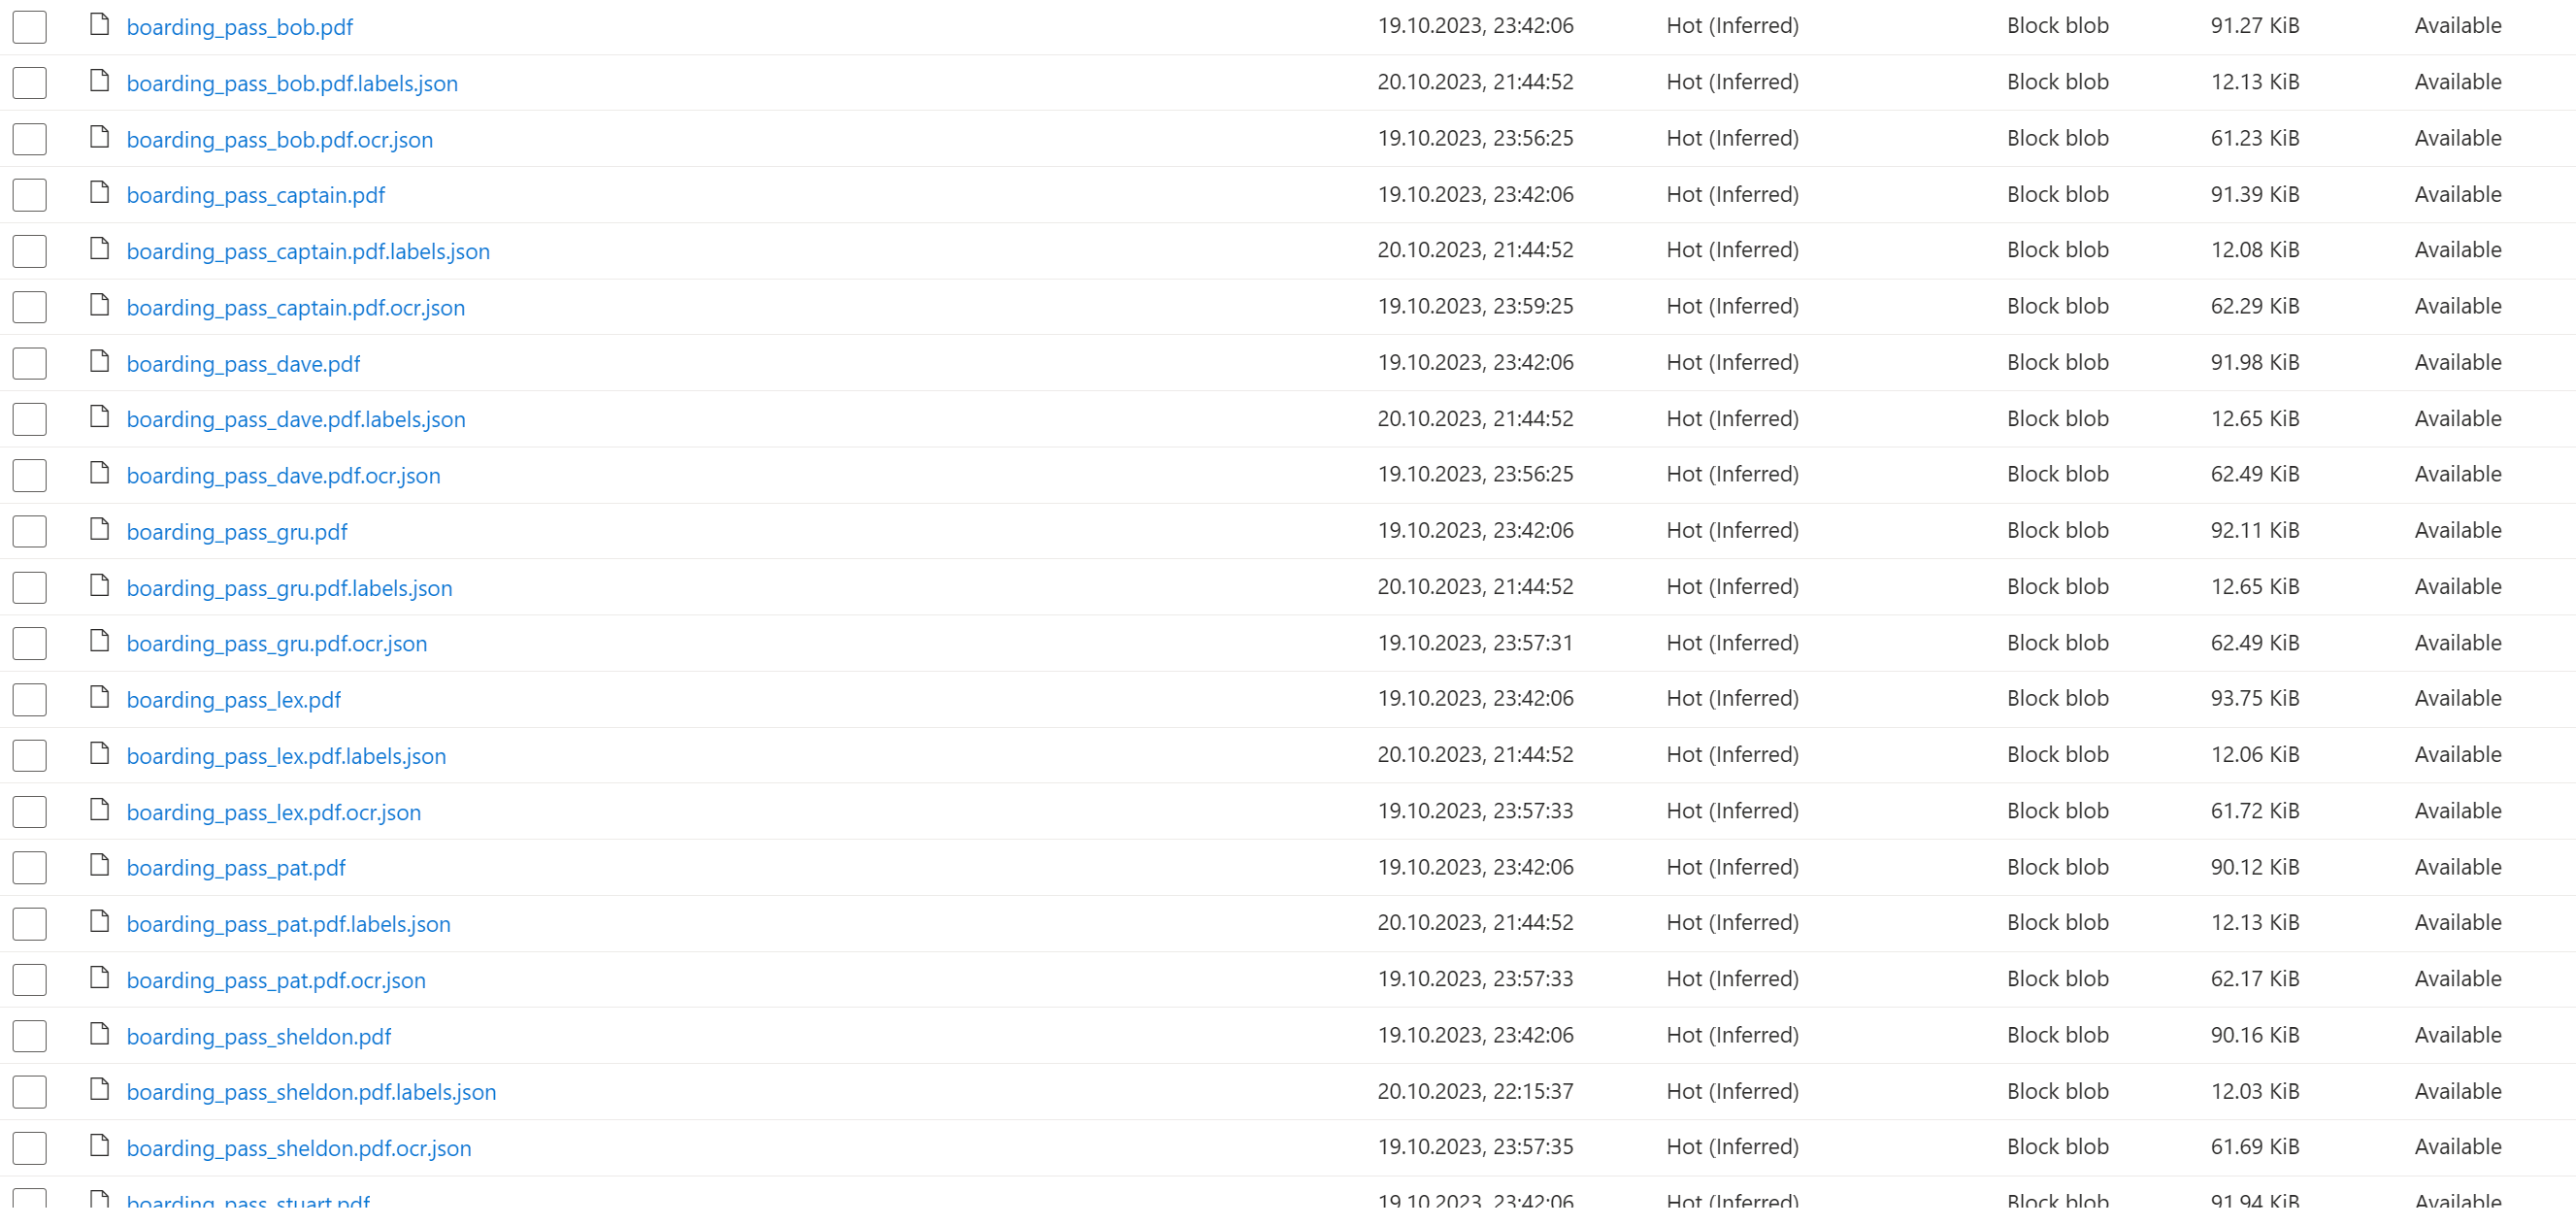 boarding_pass_bob.pdf 19.10.2023, 23:42:06 Hot (Inferred) Block blob 91.27 KiB Available
boarding_pass_bob.pdf.labels.json 20.10.2023, 21:44:52 Hot (Inferred) Block blob 12.13 KiB Available
boarding_pass_bob.pdf.ocr.json 19.10.2023, 23:56:25 Hot (Inferred) Block blob 61.23 KiB Available
boarding_pass_captain.pdf 19.10.2023, 23:42:06 Hot (Inferred) Block blob 91.39 KiB Available
boarding_pass_captain.pdf.labels.json 20.10.2023, 21:44:52 Hot (Inferred) Block blob 12.08 KiB Available
boarding_pass_captain.pdf.ocr.json 19.10.2023, 23:59:25 Hot (Inferred) Block blob 62.29 KiB Available
boarding_pass_dave.pdf 19.10.2023, 23:42:06 Hot (Inferred) Block blob 91.98 KiB Available
boarding_pass_dave.pdf.labels.json 20.10.2023, 21:44:52 Hot (Inferred) Block blob 12.65 KiB Available
boarding_pass_dave.pdf.ocr.json 19.10.2023, 23:56:25 Hot (Inferred) Block blob 62.49 KiB Available
boarding_pass_gru.pdf 19.10.2023, 23:42:06 Hot (Inferred) Block blob 92.11 KiB Available
boarding_pass_gru.pdf.labels.json 20.10.2023, 21:44:52 Hot (Inferred) Block blob 12.65 KiB Available
boarding_pass_gru.pdf.ocr.json 19.10.2023, 23:57:31 Hot (Inferred) Block blob 62.49 KiB Available
boarding_pass_lex.pdf 19.10.2023, 23:42:06 Hot (Inferred) Block blob 93.75 KiB Available
boarding_pass_lex.pdf.labels.json 20.10.2023, 21:44:52 Hot (Inferred) Block blob 12.06 KiB Available
boarding_pass_lex.pdf.ocr.json 19.10.2023, 23:57:33 Hot (Inferred) Block blob 61.72 KiB Available
boarding_pass_pat.pdf 19.10.2023, 23:42:06 Hot (Inferred) Block blob 90.12 KiB Available
boarding_pass_pat.pdf.labels.json 20.10.2023, 21:44:52 Hot (Inferred) Block blob 12.13 KiB Available
boarding_pass_pat.pdf.ocr.json 19.10.2023, 23:57:33 Hot (Inferred) Block blob 62.17 KiB Available
boarding_pass_sheldon.pdf 19.10.2023, 23:42:06 Hot (Inferred) Block blob 90.16 KiB Available
boarding_pass_sheldon.pdf.labels.json 20.10.2023, 22:15:37 Hot (Inferred) Block blob 12.03 KiB Available
boarding_pass_sheldon.pdf.ocr.json 19.10.2023, 23:57:35 Hot (Inferred) Block blob 61.69 KiB Available
boarding_pass_stuart.pdf 19.10.2023, 23:42:06 Hot (Inferred) Block blob 91.94 KiB Available